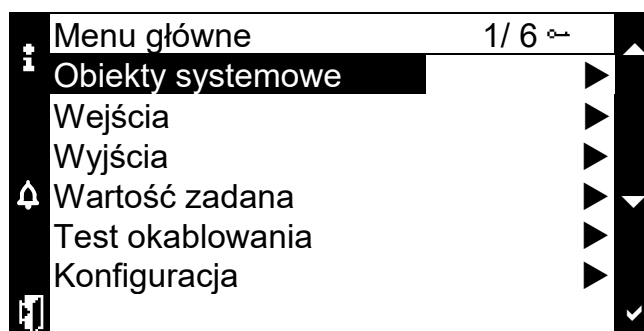 Menu główne 1/ 6
Obiekty systemowe
Wejścia
Wyjścia
Wartość zadana
Test okablowania
Konfiguracja